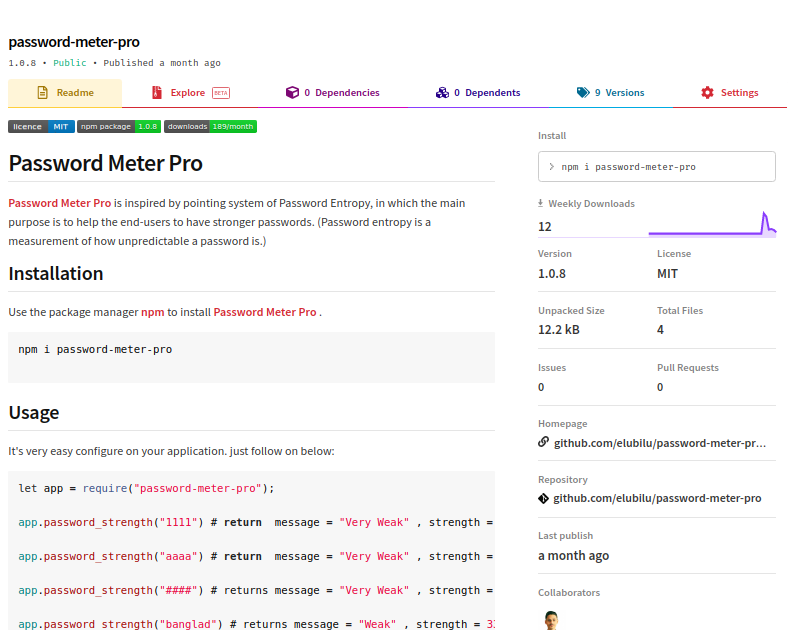 password-meter-pro
1.0.8 • Public • Published a month ago
Readme
Explore BETA
0 Dependencies
0 Dependents
9 Versions
Settings
licence MIT npm package 1.0.8 downloads 189/month
Password Meter Pro
Password Meter Pro is inspired by pointing system of Password Entropy, in which the main
purpose is to help the end-users to have stronger passwords. (Password entropy is a
measurement of how unpredictable a password is.)
Installation
Use the package manager npm to install Password Meter Pro .
npm i password-meter-pro
Usage
It's very easy configure on your application. just follow on below:
let app = require("password-meter-pro");
app.password_strength("1111") # return  message = "Very Weak" , strength =
app.password_strength("aaaa") # return  message = "Very Weak" , strength =
app.password_strength("####") # returns message = "Very Weak" , strength =
app.password_strength("banglad") # returns message = "Weak" , strength =
Install
> npm i password-meter-pro
Weekly Downloads
12
Version
1.0.8
License
MIT
Unpacked Size
12.2 kB
Total Files
4
Issues
0
Pull Requests
0
Homepage
github.com/elubilu/password-meter-pr...
Repository
github.com/elubilu/password-meter-pro
Last publish
a month ago
Collaborators